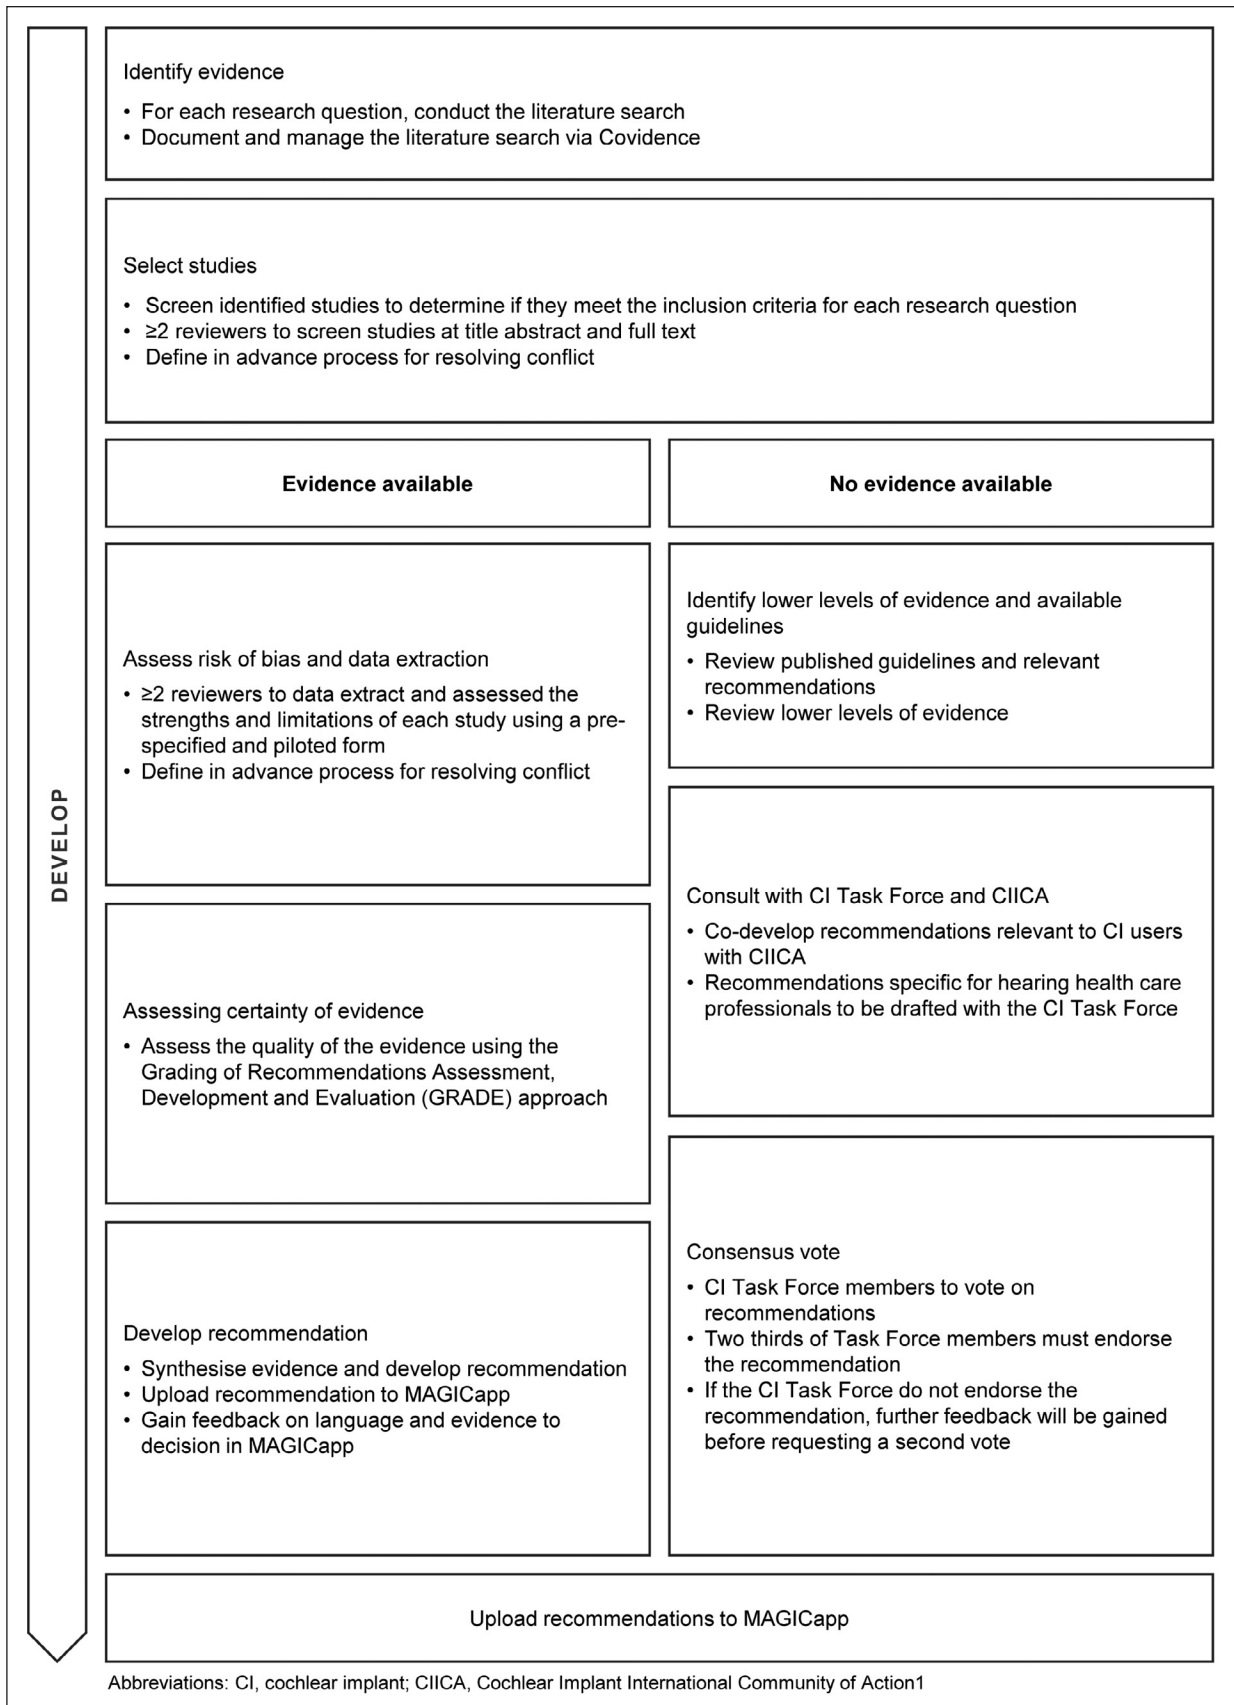 DEVELOP
Identify evidence
• For each research question, conduct the literature search
• Document and manage the literature search via Covidence
Select studies
• Screen identified studies to determine if they meet the inclusion criteria for each research question
• ≥2 reviewers to screen studies at title abstract and full text
• Define in advance process for resolving conflict
Evidence available
Assess risk of bias and data extraction
• ≥2 reviewers to data extract and assessed the
strengths and limitations of each study using a pre-
specified and piloted form
• Define in advance process for resolving conflict
Assessing certainty of evidence
• Assess the quality of the evidence using the
Grading of Recommendations Assessment,
Development and Evaluation (GRADE) approach
Develop recommendation
• Synthesise evidence and develop recommendation
• Upload recommendation to MAGICapp
• Gain feedback on language and evidence to
decision in MAGICapp
No evidence available
Identify lower levels of evidence and available
guidelines
• Review published guidelines and relevant
recommendations
• Review lower levels of evidence
Consult with CI Task Force and CIICA
• Co-develop recommendations relevant to CI users
with CIICA
• Recommendations specific for hearing health care
professionals to be drafted with the CI Task Force
Consensus vote
• CI Task Force members to vote on
recommendations
• Two thirds of Task Force members must endorse
the recommendation
• If the CI Task Force do not endorse the
recommendation, further feedback will be gained
before requesting a second vote
Upload recommendations to MAGICapp
Abbreviations: CI, cochlear implant; CIICA, Cochlear Implant International Community of Action1